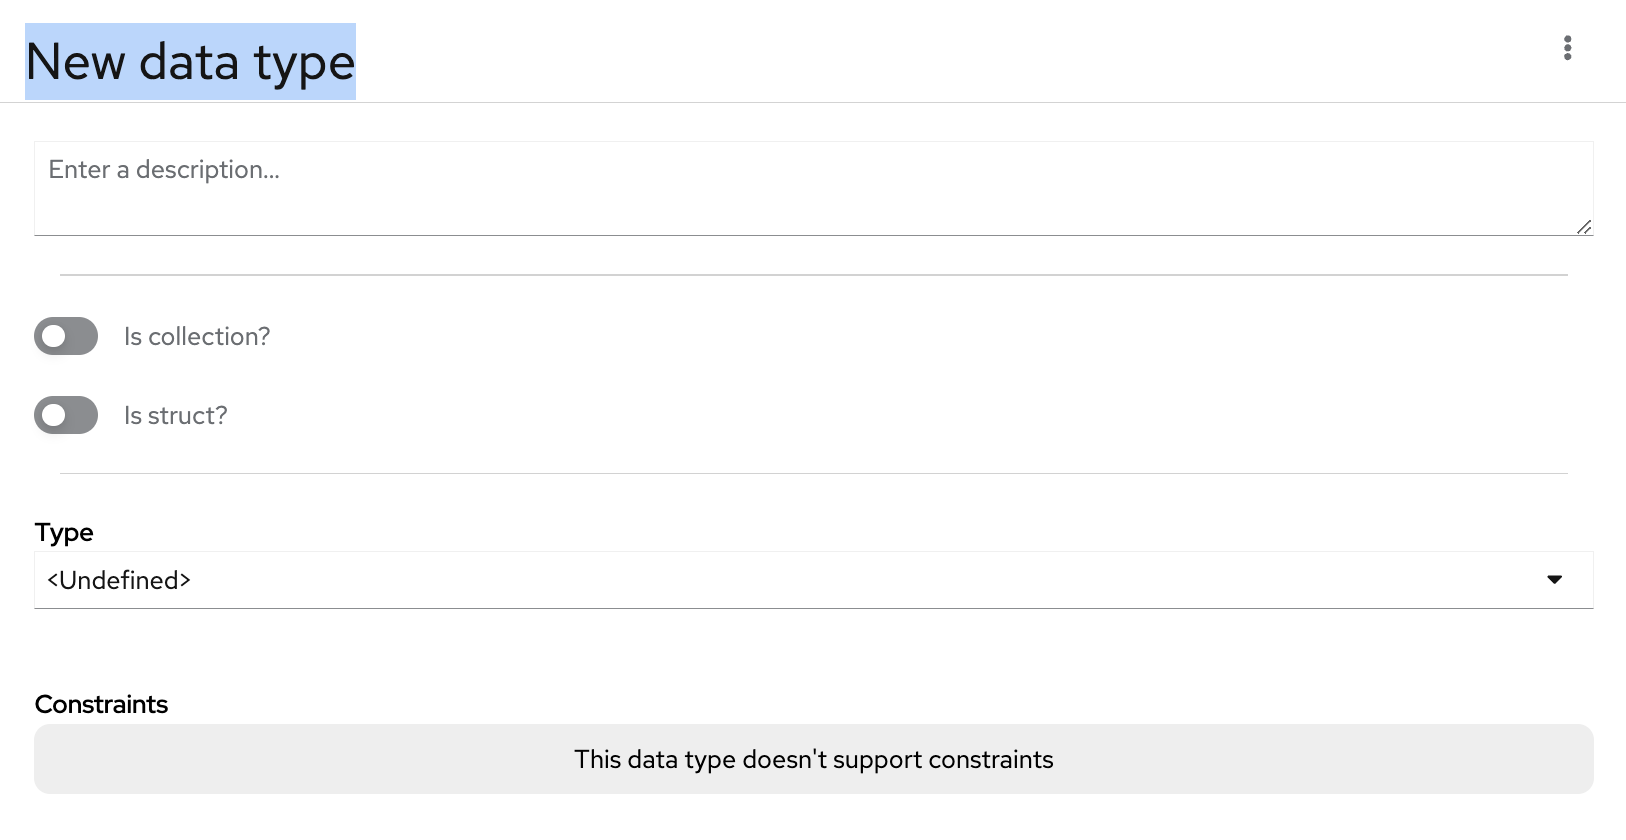 New data type
Enter a description...
Is collection?
Is struct?
Type
<Undefined>
Constraints
This data type doesn't support constraints